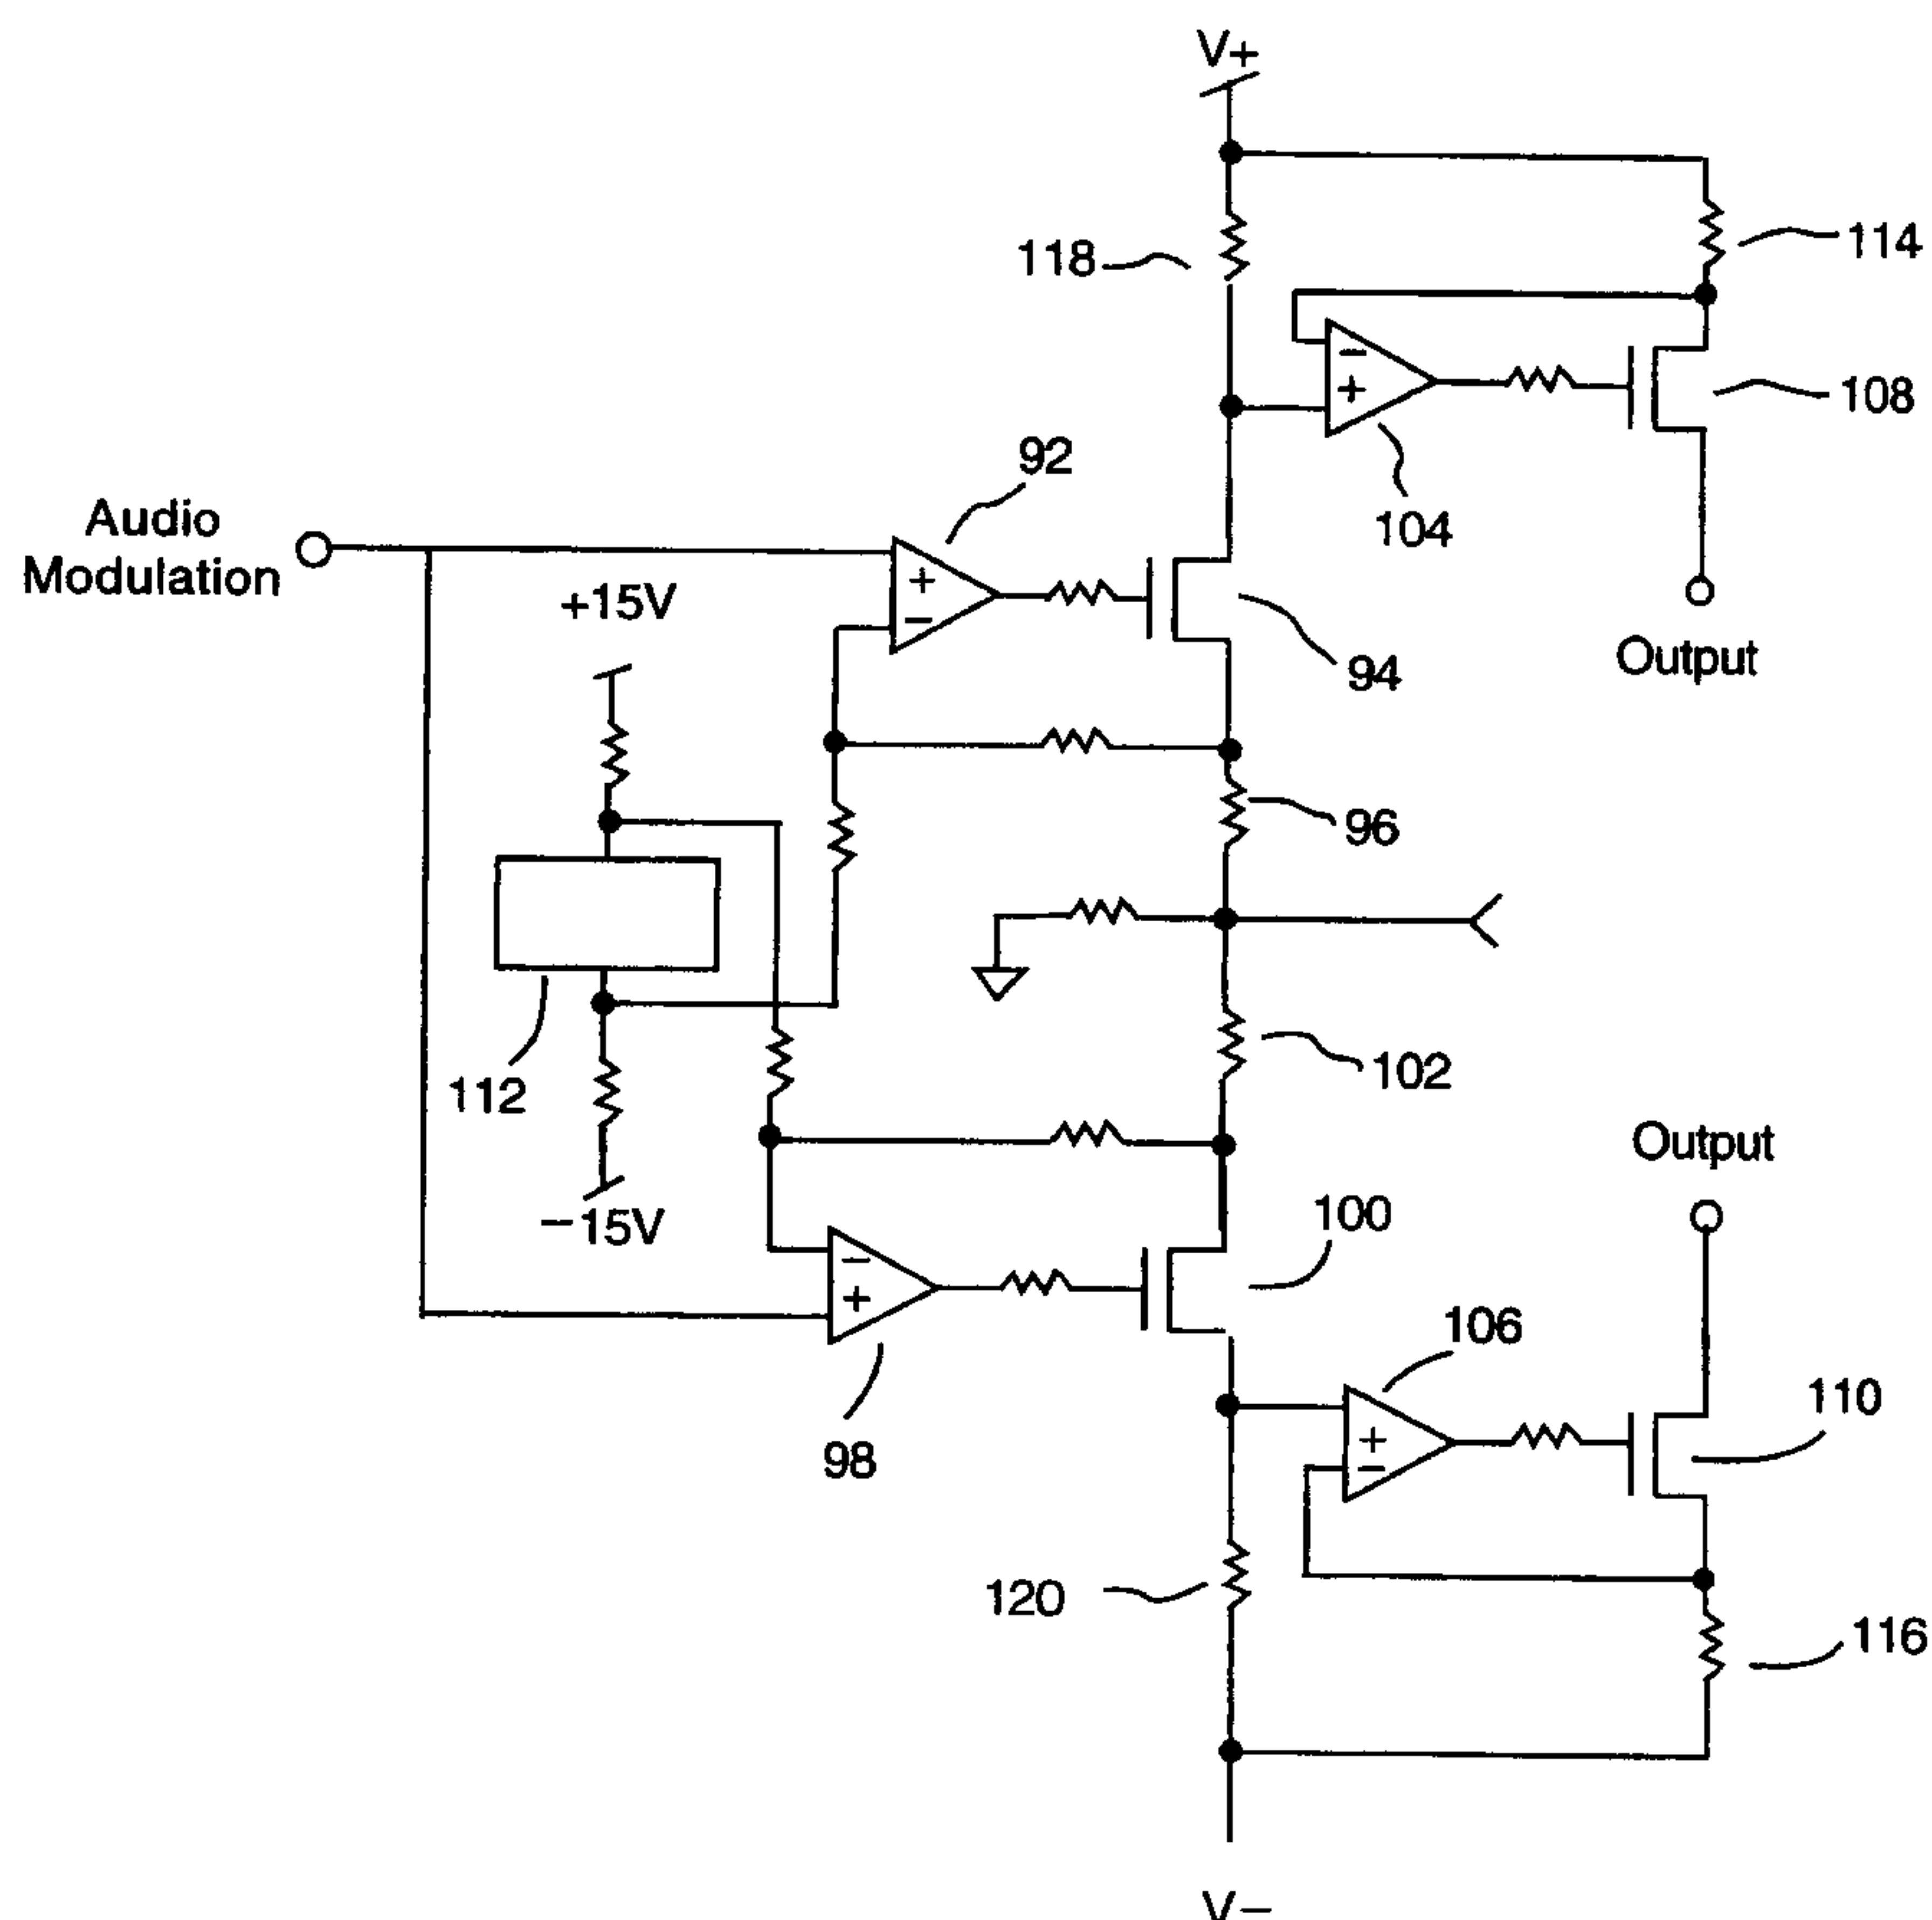 V+
118
114
108
92
104
Audio
Modulation
+15V
+
−
−
+
94
Output
96
112
102
−15V
Output
100
−
+
106
110
98
+
−
120
116
V−